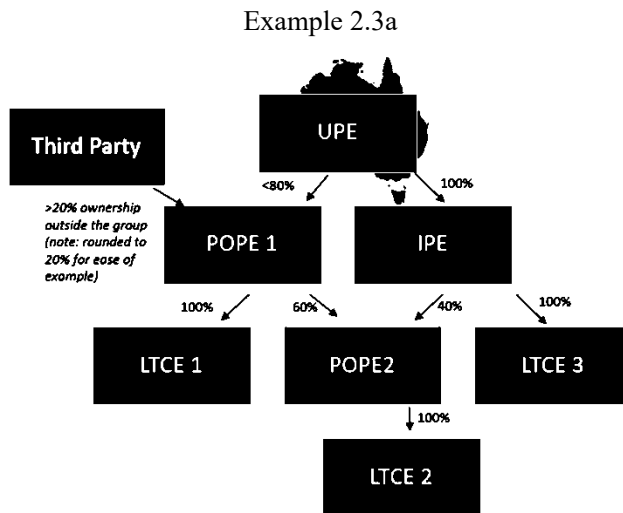 Example 2.3a
UPE
Third Party
<80%
100%
>20% ownership
outside the group
(note: rounded to
20% for ease of
example)
POPE 1
IPE
100%
60%
40%
100%
LTCE 1
POPE2
LTCE 3
100%
LTCE 2